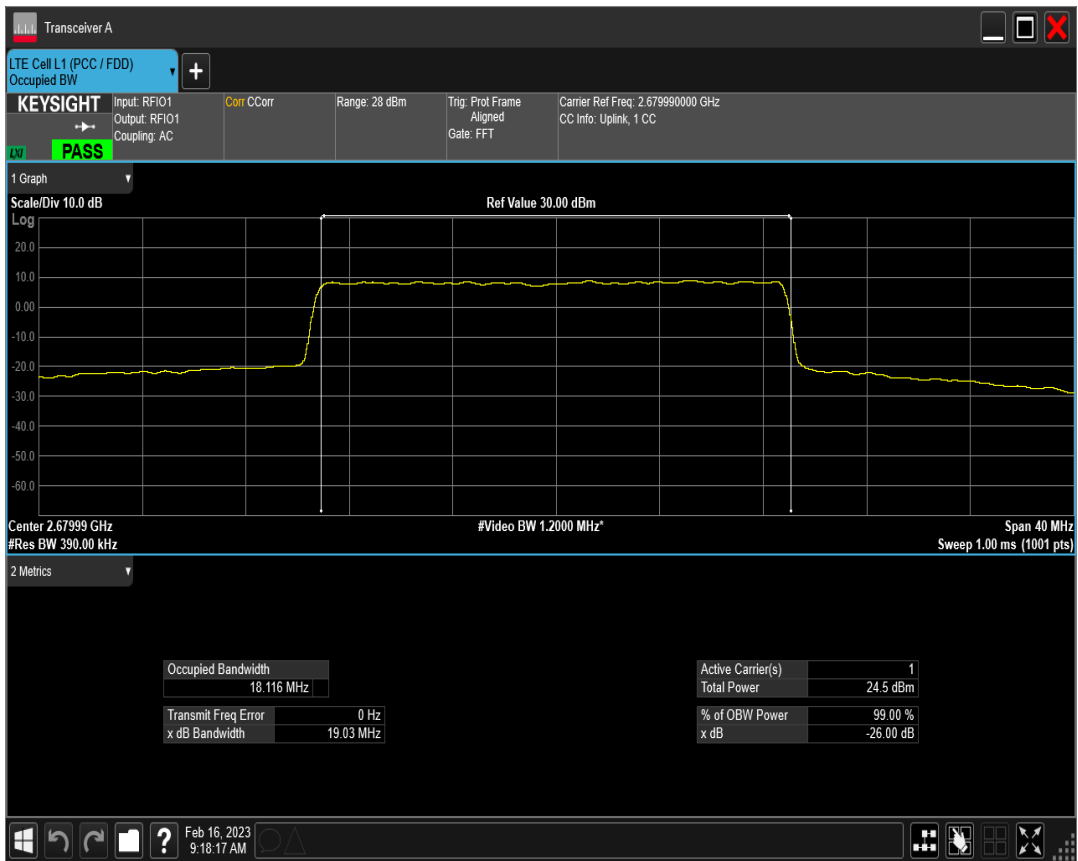 Transceiver A
LTE Cell L1 (PCC / FDD)
Occupied BW
+
KEYSIGHT
LXI
PASS
Input: RFIO1
Output: RFIO1
Coupling: AC
Corr CCorr
Range: 28 dBm
Trig: Prot Frame
Aligned
Gate: FFT
Carrier Ref Freq: 2.679990000 GHz
CC Info: Uplink, 1 CC
1 Graph
Scale/Div 10.0 dB
Ref Value 30.00 dBm
Log
20.0
10.0
0.00
-10.0
-20.0
-30.0
-40.0
-50.0
-60.0
Center 2.67999 GHz
#Video BW 1.2000 MHz*
Span 40 MHz
#Res BW 390.00 kHz
Sweep 1.00 ms (1001 pts)
2 Metrics
Occupied Bandwidth
18.116 MHz
Transmit Freq Error 0 Hz
x dB Bandwidth 19.03 MHz
Active Carrier(s) 1
Total Power 24.5 dBm
% of OBW Power 99.00 %
x dB -26.00 dB
?
Feb 16, 2023
9:18:17 AM